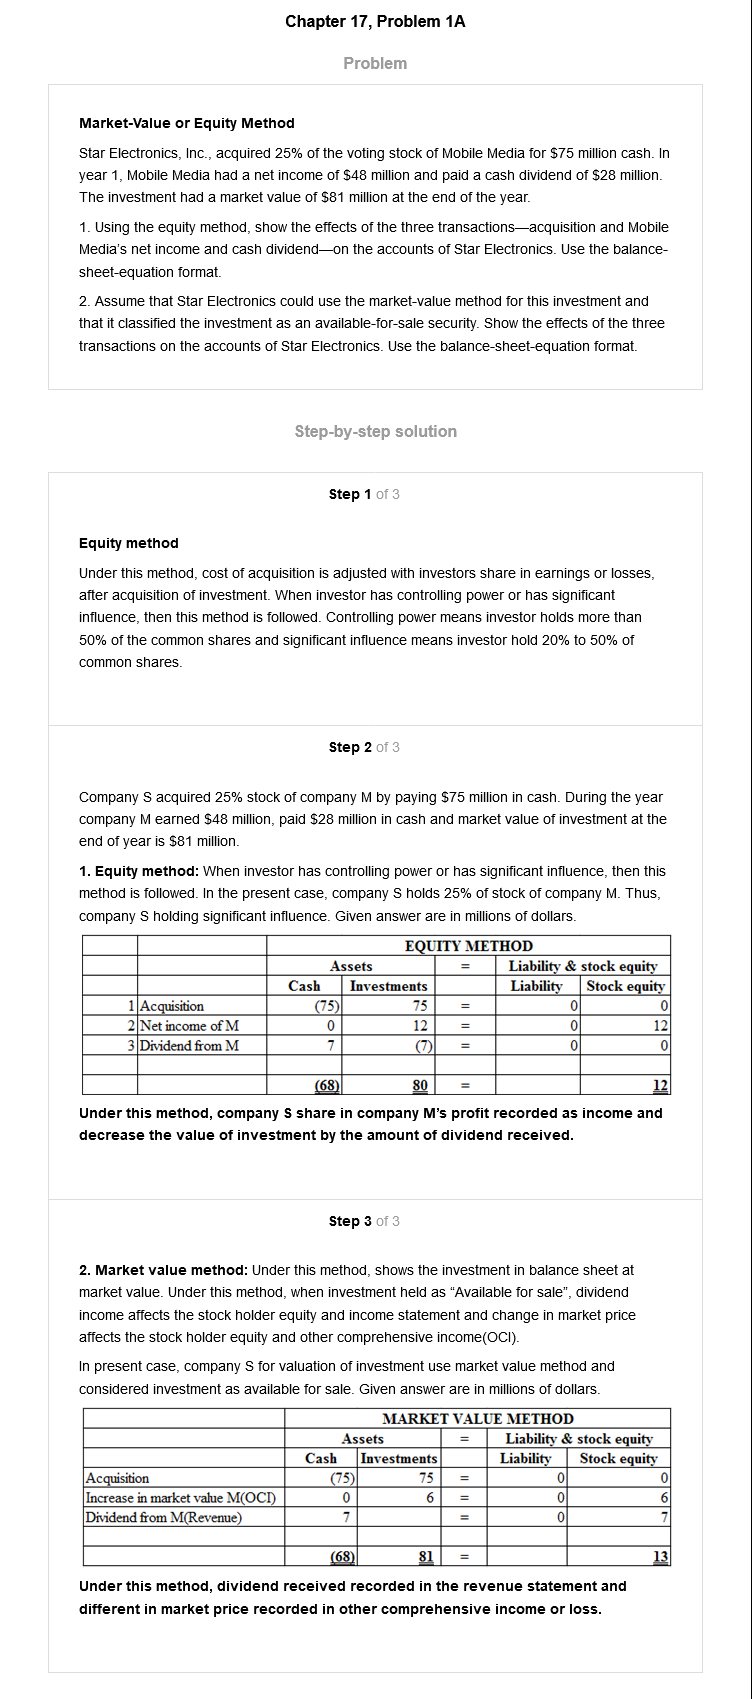 Chapter 17, Problem 1A
Problem
Market-Value or Equity Method
Star Electronics, Inc., acquired 25% of the voting stock of Mobile Media for $75 million cash. In
year 1, Mobile Media had a net income of $48 million and paid a cash dividend of $28 million.
The investment had a market value of $81 million at the end of the year.
1. Using the equity method, show the effects of the three transactions—acquisition and Mobile
Media's net income and cash dividend—on the accounts of Star Electronics. Use the balance-
sheet-equation format.
2. Assume that Star Electronics could use the market-value method for this investment and
that it classified the investment as an available-for-sale security. Show the effects of the three
transactions on the accounts of Star Electronics. Use the balance-sheet-equation format.
Step-by-step solution
Step 1 of 3
Equity method
Under this method, cost of acquisition is adjusted with investors share in earnings or losses,
after acquisition of investment. When investor has controlling power or has significant
influence, then this method is followed. Controlling power means investor holds more than
50% of the common shares and significant influence means investor hold 20% to 50% of
common shares.
Step 2 of 3
Company S acquired 25% stock of company M by paying $75 million in cash. During the year
company M earned $48 million, paid $28 million in cash and market value of investment at the
end of year is $81 million.
1. Equity method: When investor has controlling power or has significant influence, then this
method is followed. In the present case, company S holds 25% of stock of company M. Thus,
company S holding significant influence. Given answer are in millions of dollars.
EQUITY METHOD
Assets = Liability & stock equity
Cash Investments Liability Stock equity
1 Acquisition (75) 75 = 0 0
2 Net income of M 0 12 = 0 12
3 Dividend from M 7 (7) = 0 0
(68) 80 = 12
Under this method, company S share in company M's profit recorded as income and
decrease the value of investment by the amount of dividend received.
Step 3 of 3
2. Market value method: Under this method, shows the investment in balance sheet at
market value. Under this method, when investment held as “Available for sale”, dividend
income affects the stock holder equity and income statement and change in market price
affects the stock holder equity and other comprehensive income(OCI).
In present case, company S for valuation of investment use market value method and
considered investment as available for sale. Given answer are in millions of dollars.
MARKET VALUE METHOD
Assets = Liability & stock equity
Cash Investments Liability Stock equity
Acquisition (75) 75 = 0 0
Increase in market value M(OCI) 0 6 = 0 6
Dividend from M(Revenue) 7 = 0 7
(68) 81 = 13
Under this method, dividend received recorded in the revenue statement and
different in market price recorded in other comprehensive income or loss.